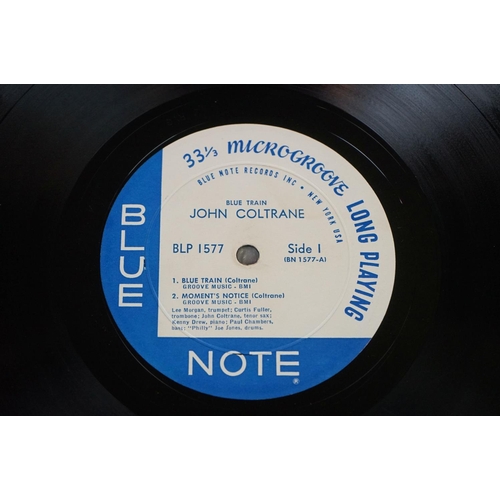 33⅓ MICROGROOVE LONG PLAYING
BLUE NOTE RECORDS INC • NEW YORK USA
BLUE TRAIN
JOHN COLTRANE
BLP 1577
Side 1
(BN 1577-A)
1. BLUE TRAIN (Coltrane)
GROOVE MUSIC - BMI
2. MOMENT'S NOTICE (Coltrane)
GROOVE MUSIC - BMI
Lee Morgan, trumpet; Curtis Fuller,
trombone; John Coltrane, tenor sax;
Kenny Drew, piano; Paul Chambers,
bass; "Philly" Joe Jones, drums.
BLUE
NOTE
®